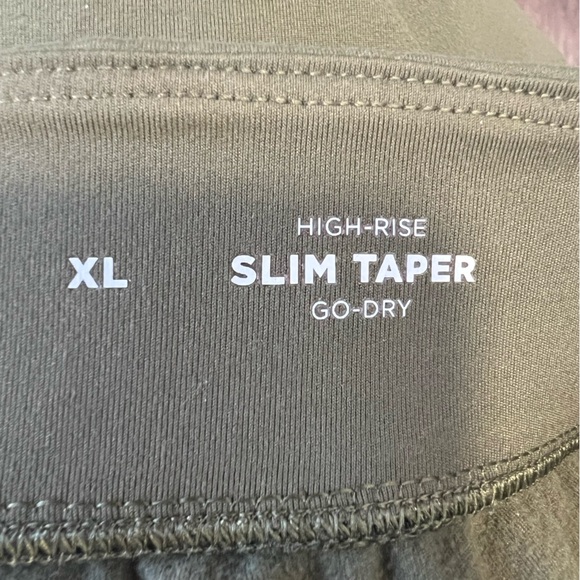 XL
HIGH-RISE
SLIM TAPER
GO-DRY